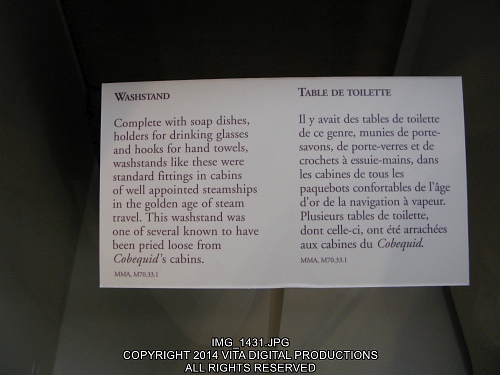 WASHSTAND
Complete with soap dishes,
holders for drinking glasses
and hooks for hand towels,
washstands like these were
standard fittings in cabins
of well appointed steamships
in the golden age of steam
travel. This washstand was
one of several known to have
been pried loose from
Cobequid's cabins.
MMA, M70.33.1
TABLE DE TOILETTE
Il y avait des tables de toilette
de ce genre, munies de porte-
savons, de porte-verres et de
crochets à essuie-mains, dans
les cabines de tous les
paquebots confortables de l'âge
d'or de la navigation à vapeur.
Plusieurs tables de toilette,
dont celle-ci, ont été arrachées
aux cabines du Cobequid.
MMA, M70.33.1
IMG_1431.JPG
COPYRIGHT 2014 VITA DIGITAL PRODUCTIONS
ALL RIGHTS RESERVED